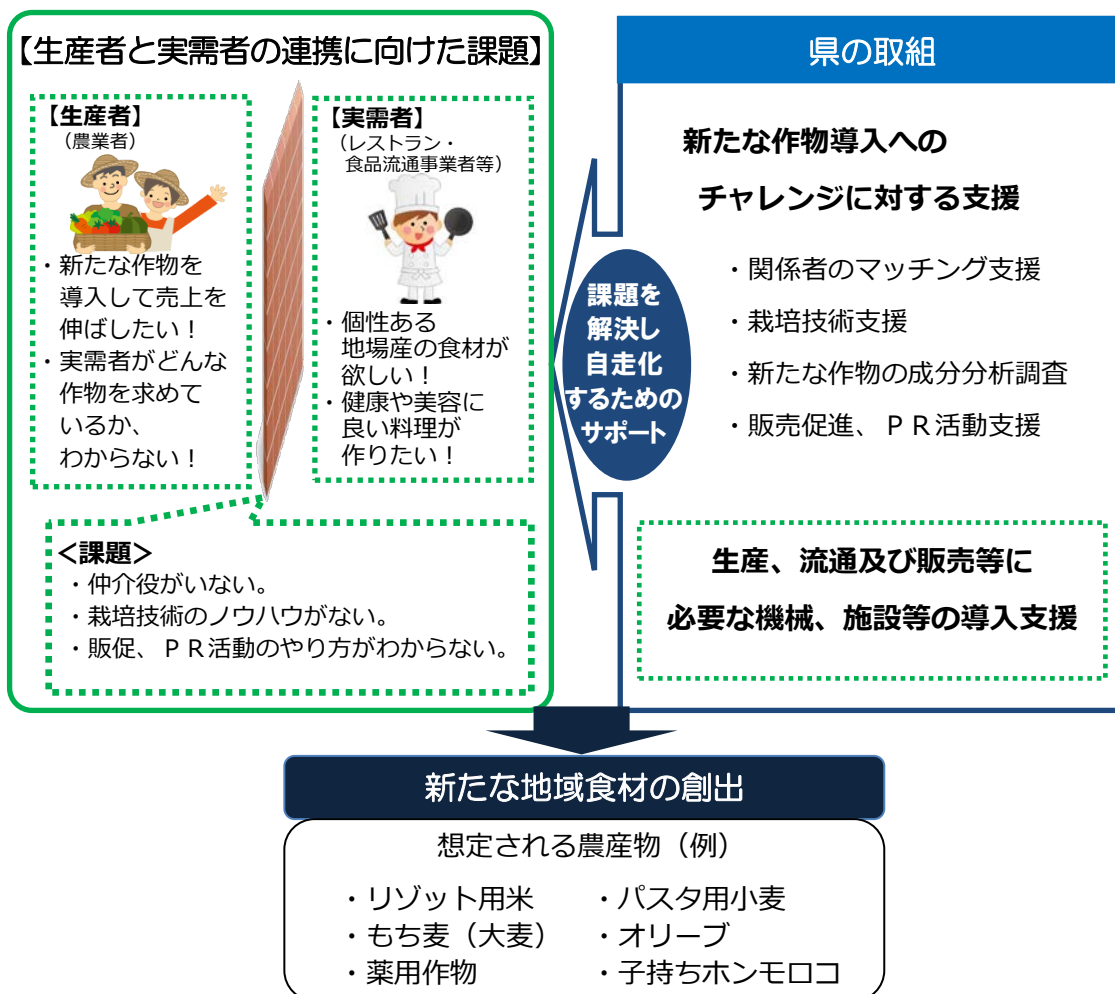 【生産者と実需者の連携に向けた課題】
【生産者】
（農業者）
・新たな作物を
導入して売上を
伸ばしたい！
・実需者がどんな
作物を求めて
いるか、
わからない！
【実需者】
（レストラン・
食品流通事業者等）
・個性ある
地場産の食材が
欲しい！
・健康や美容に
良い料理が
作りたい！
＜課題＞
・仲介役がいない。
・栽培技術のノウハウがない。
・販促、ＰＲ活動のやり方がわからない。
課題を
解決し
自走化
するための
サポート
県の取組
新たな作物導入への
チャレンジに対する支援
・関係者のマッチング支援
・栽培技術支援
・新たな作物の成分分析調査
・販売促進、ＰＲ活動支援
生産、流通及び販売等に
必要な機械、施設等の導入支援
新たな地域食材の創出
想定される農産物（例）
・リゾット用米
・パスタ用小麦
・もち麦（大麦）
・オリーブ
・薬用作物
・子持ちホンモロコ